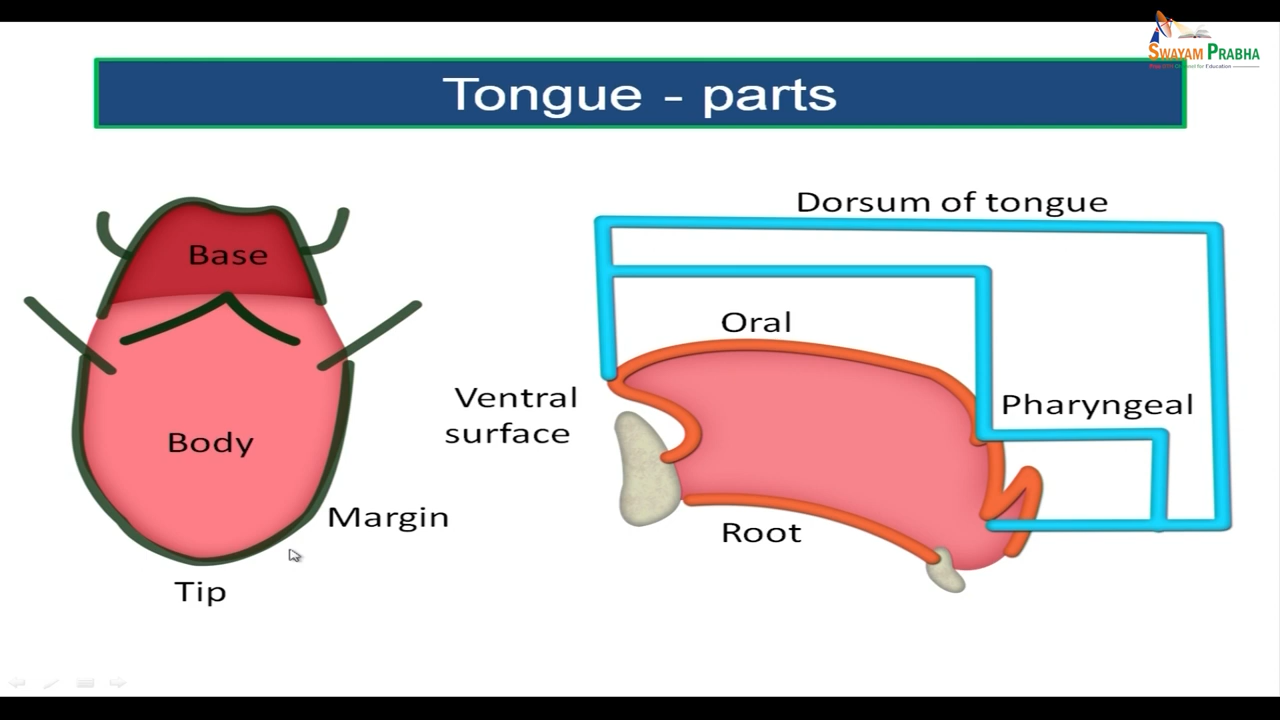 SWAYAM PRABHA
Tongue - parts
Dorsum of tongue
Base
Oral
Ventral
surface
Pharyngeal
Body
Margin
Root
Tip